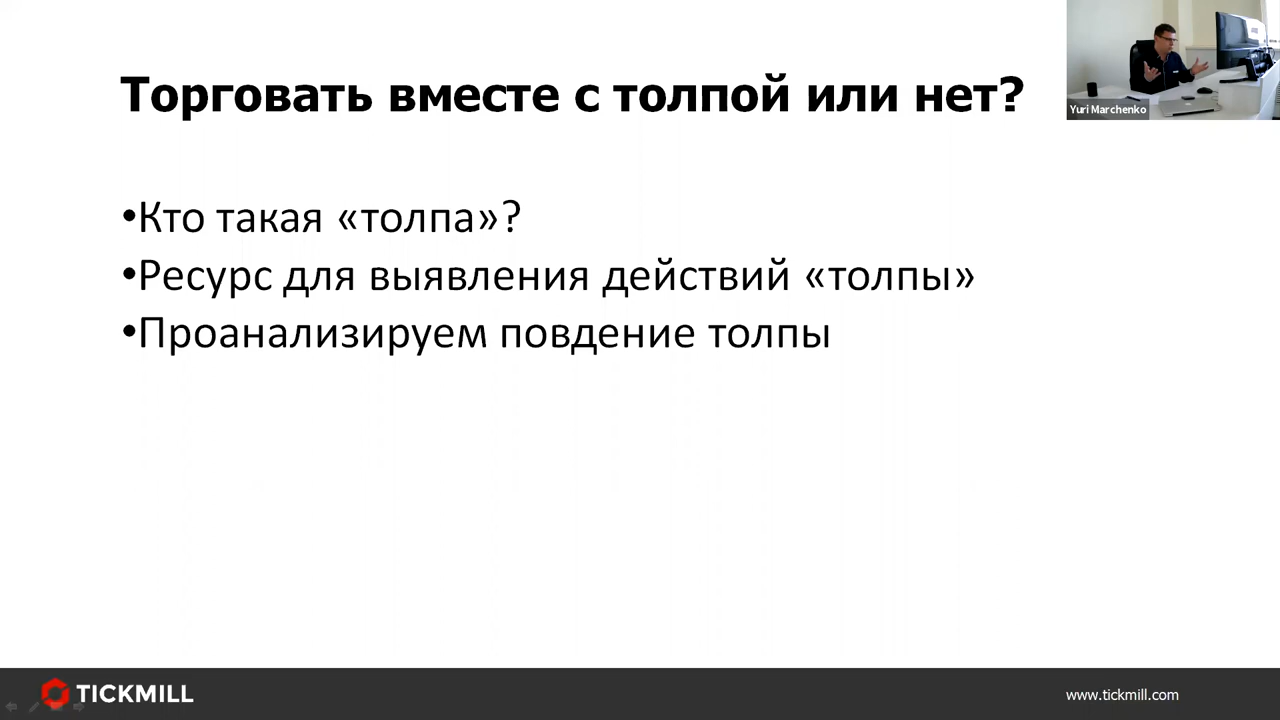 Торговать вместе с толпой или нет?
Yuri Marchenko
•Кто такая «толпа»?
•Ресурс для выявления действий «толпы»
•Проанализируем повдение толпы
TICKMILL
www.tickmill.com